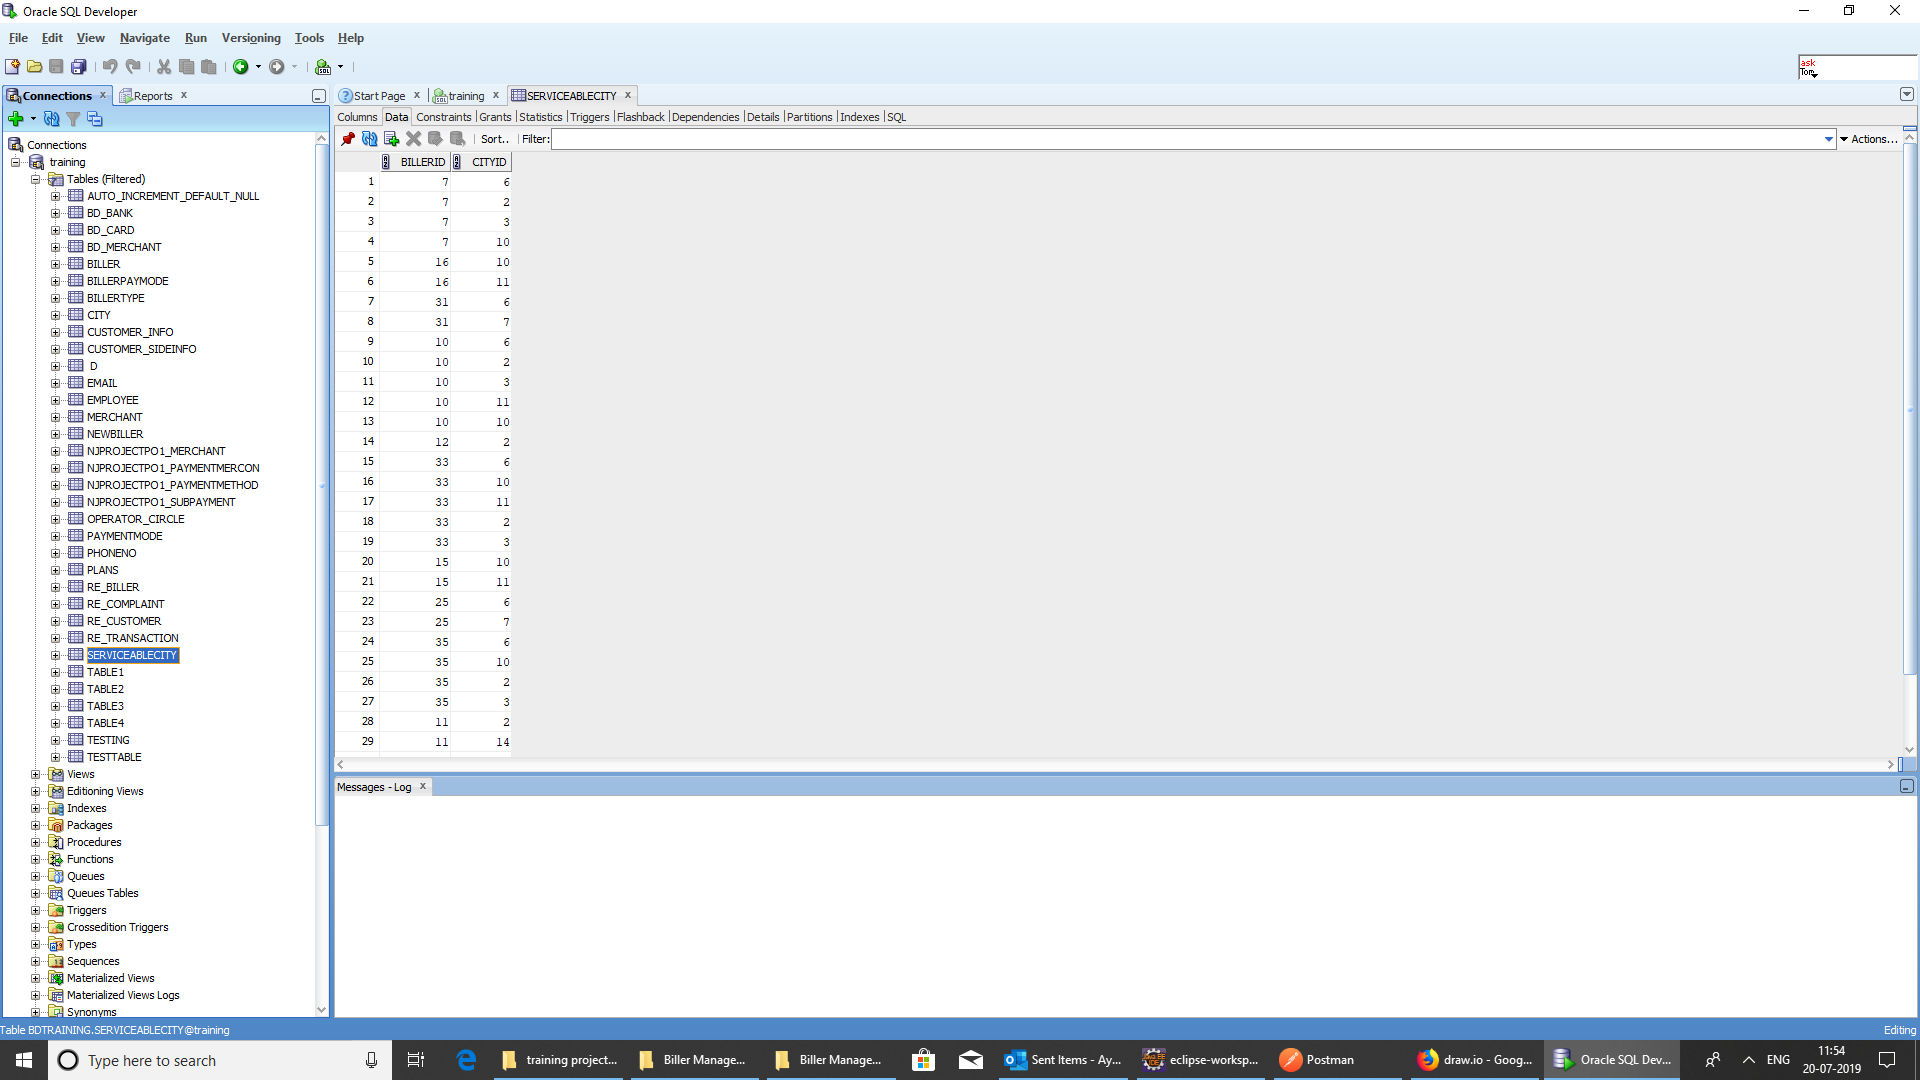 Oracle SQL Developer
File Edit View Navigate Run Versioning Tools Help
ask
Tom
Connections x Reports x
Start Page x training x SERVICEABLECITY x
Columns Data Constraints Grants Statistics Triggers Flashback Dependencies Details Partitions Indexes SQL
Sort.. Filter: Actions...
Connections
training
Tables (Filtered)
AUTO_INCREMENT_DEFAULT_NULL
BD_BANK
BD_CARD
BD_MERCHANT
BILLER
BILLERPAYMODE
BILLERTYPE
CITY
CUSTOMER_INFO
CUSTOMER_SIDEINFO
D
EMAIL
EMPLOYEE
MERCHANT
NEWBILLER
NJPROJECTPO1_MERCHANT
NJPROJECTPO1_PAYMENTMERCON
NJPROJECTPO1_PAYMENTMETHOD
NJPROJECTPO1_SUBPAYMENT
OPERATOR_CIRCLE
PAYMENTMODE
PHONENO
PLANS
RE_BILLER
RE_COMPLAINT
RE_CUSTOMER
RE_TRANSACTION
SERVICEABLECITY
TABLE1
TABLE2
TABLE3
TABLE4
TESTING
TESTTABLE
Views
Editioning Views
Indexes
Packages
Procedures
Functions
Queues
Queues Tables
Triggers
Crossedition Triggers
Types
Sequences
Materialized Views
Materialized Views Logs
Synonyms
BILLERID CITYID
1 7 6
2 7 2
3 7 3
4 7 10
5 16 10
6 16 11
7 31 6
8 31 7
9 10 6
10 10 2
11 10 3
12 10 11
13 10 10
14 12 2
15 33 6
16 33 10
17 33 11
18 33 2
19 33 3
20 15 10
21 15 11
22 25 6
23 25 7
24 35 6
25 35 10
26 35 2
27 35 3
28 11 2
29 11 14
Messages - Log x
Table BDTRAINING.SERVICEABLECITY@training Editing
Type here to search
training project...
Biller Manage...
Biller Manage...
Sent Items - Ay...
eclipse-worksp...
Postman
draw.io - Goog...
Oracle SQL Dev...
ENG
11:54
20-07-2019